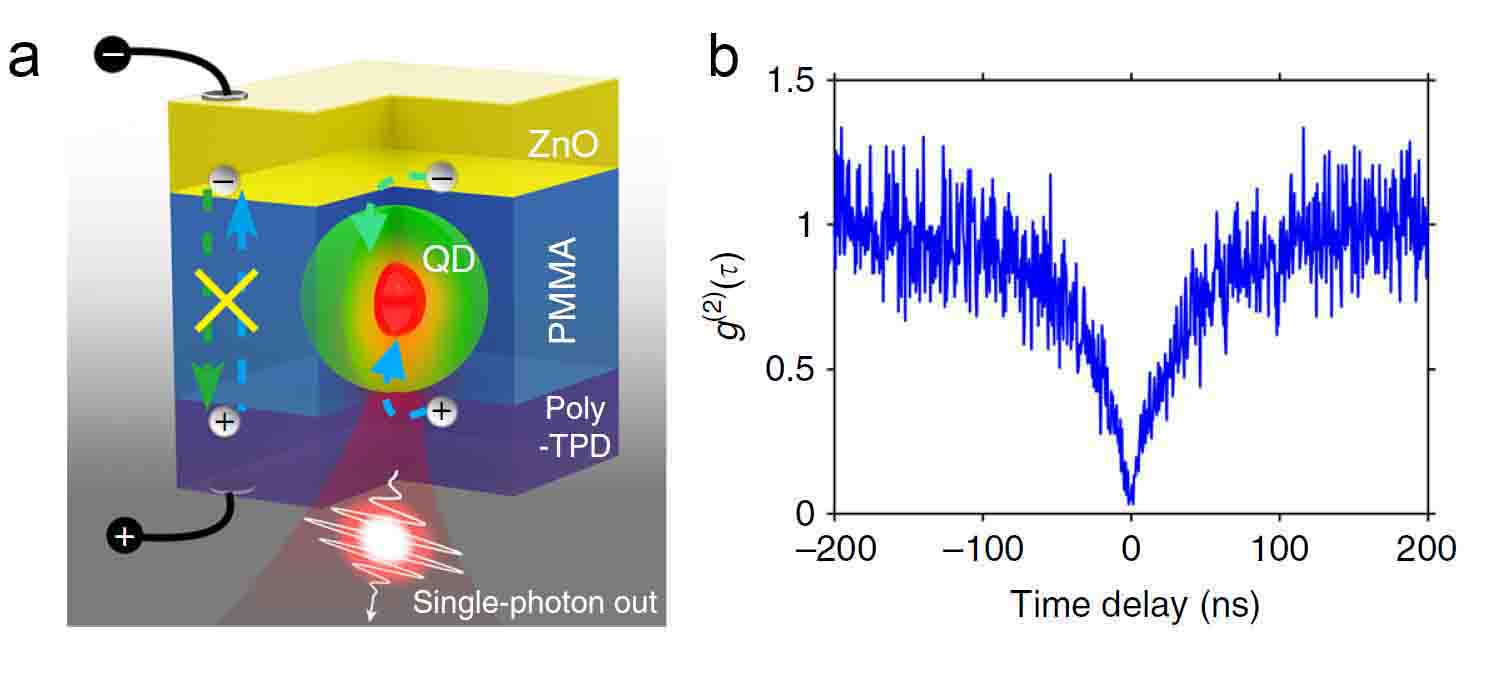 a
−
ZnO
−
−
QD
PMMA
+
+
Poly
-TPD
+
Single-photon out
b
1.5
1
0.5
0
−200
−100
0
100
200
g⁽²⁾(τ)
Time delay (ns)